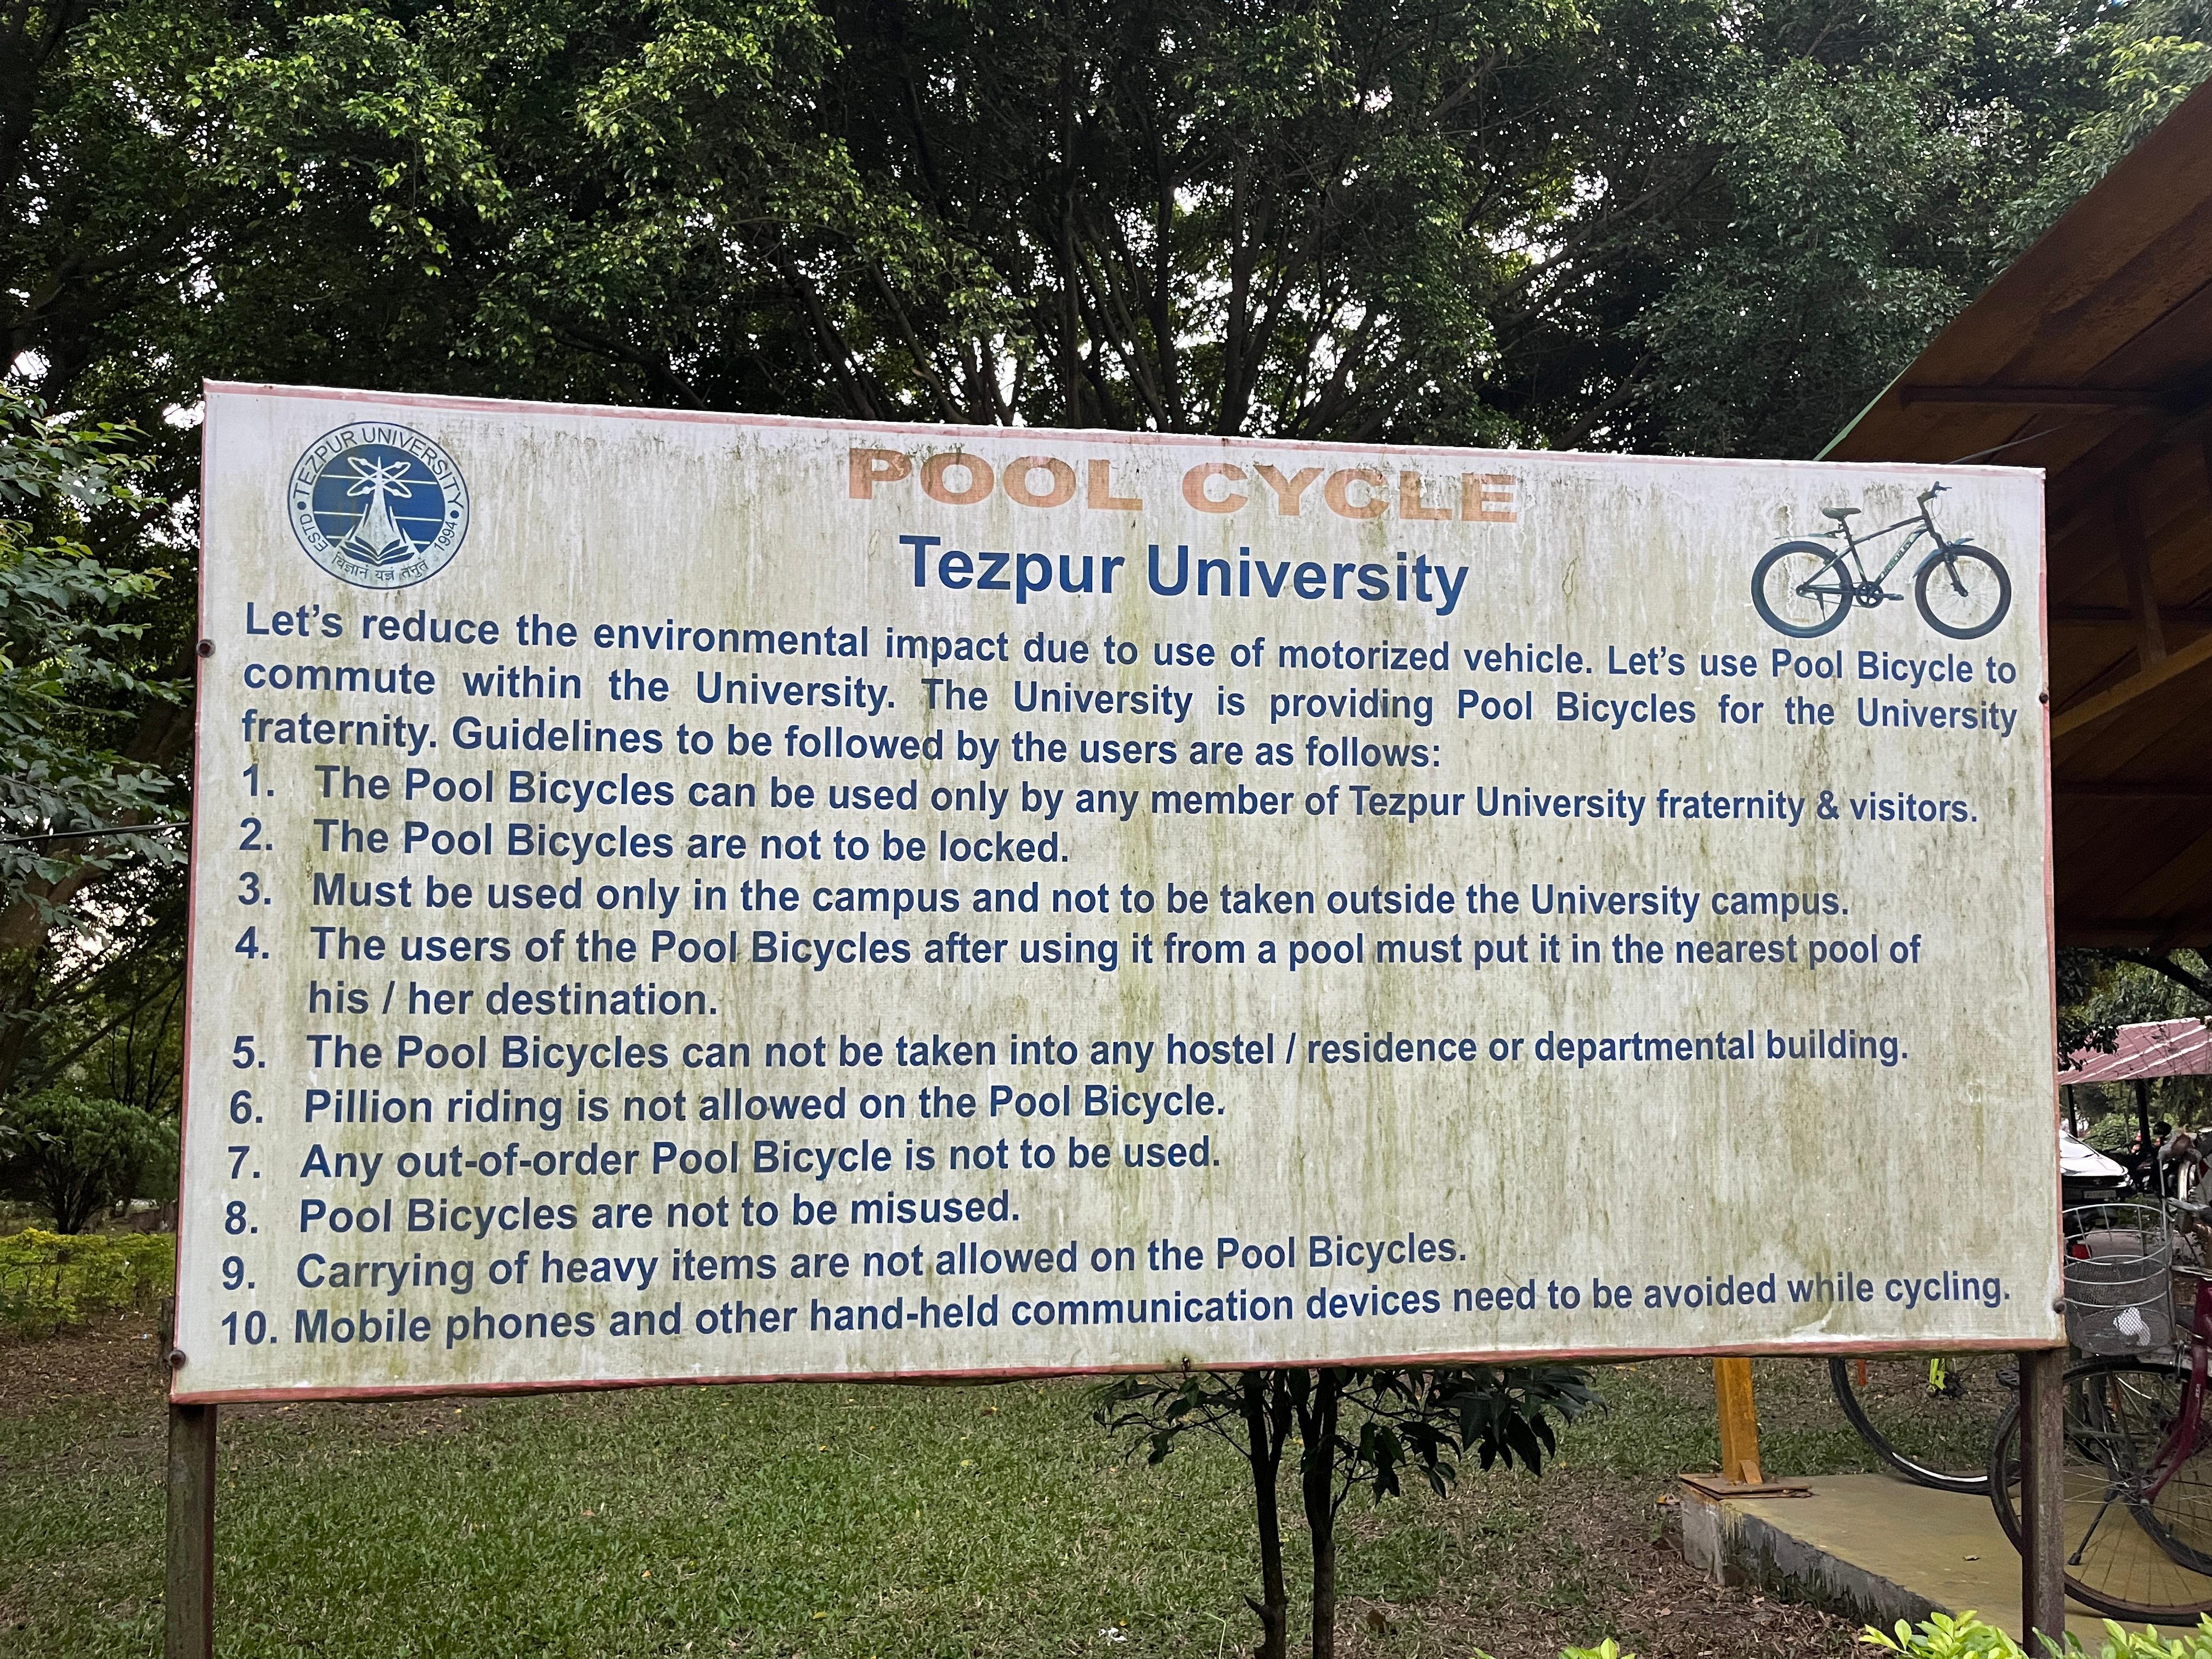 TEZPUR UNIVERSITY
ESTD 1994
विज्ञानं यज्ञं तनुते
POOL CYCLE
Tezpur University
Let's reduce the environmental impact due to use of motorized vehicle. Let's use Pool Bicycle to
commute within the University. The University is providing Pool Bicycles for the University
fraternity. Guidelines to be followed by the users are as follows:
1. The Pool Bicycles can be used only by any member of Tezpur University fraternity & visitors.
2. The Pool Bicycles are not to be locked.
3. Must be used only in the campus and not to be taken outside the University campus.
4. The users of the Pool Bicycles after using it from a pool must put it in the nearest pool of
his / her destination.
5. The Pool Bicycles can not be taken into any hostel / residence or departmental building.
6. Pillion riding is not allowed on the Pool Bicycle.
7. Any out-of-order Pool Bicycle is not to be used.
8. Pool Bicycles are not to be misused.
9. Carrying of heavy items are not allowed on the Pool Bicycles.
10. Mobile phones and other hand-held communication devices need to be avoided while cycling.